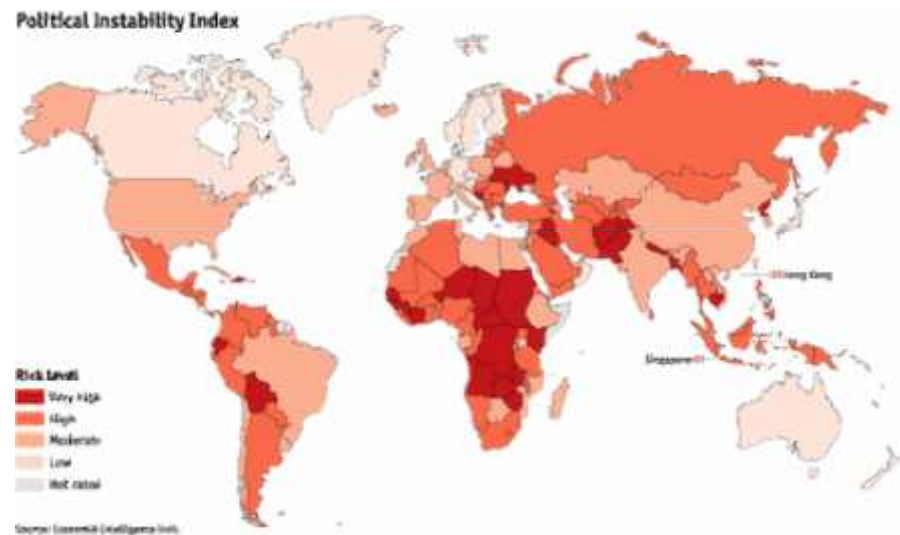 Political Instability Index
Hong Kong
Singapore
Risk Level
Very high
High
Moderate
Low
Not rated
Source: Economist Intelligence Unit.